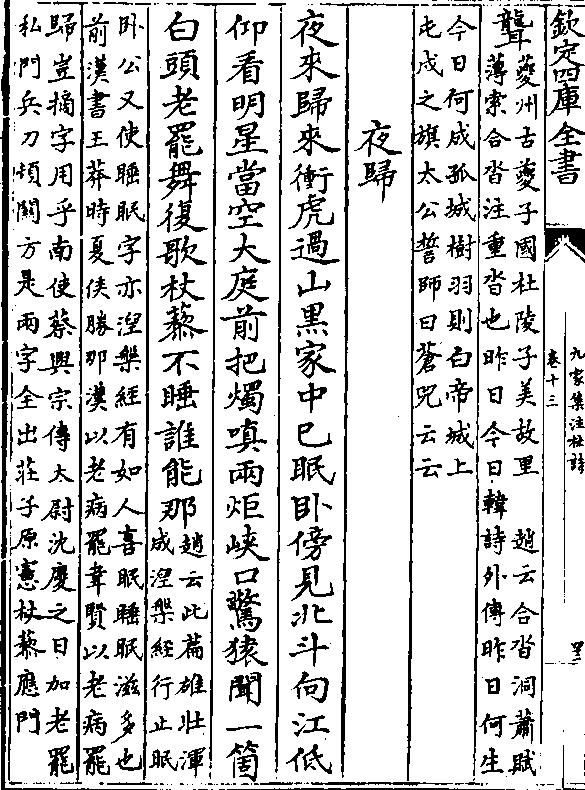 欽定四庫全書
九家集注杜詩
卷十三
聾夔州古夔子國杜陵子美故里　趙云合沓洞蕭賦
薄索合沓注重沓也昨日今日韓詩外傳昨日何生
今日何成孤城樹羽則白帝城上
屯戍之旗太公誓師曰蒼兕云云
夜歸
夜來歸來衝虎過山黒家中已眠卧傍見北斗向江低
仰看明星當空大庭前把燭嗔兩炬峽口驚猿聞一箇
白頭老罷舞復歌杖藜不睡誰能那趙云此篇雄壯渾
成涅槃經行止眠
卧公又使睡眠字亦涅槃經有如人喜眠睡眠滋多也
前漢書王莽時夏侯勝那漢以老病罷韋賢以老病罷
歸豈摘字用乎南使蔡興宗傳太尉沈慶之曰加老罷
私門兵刀頓闕方是兩字全出莊子原憲杖藜應門